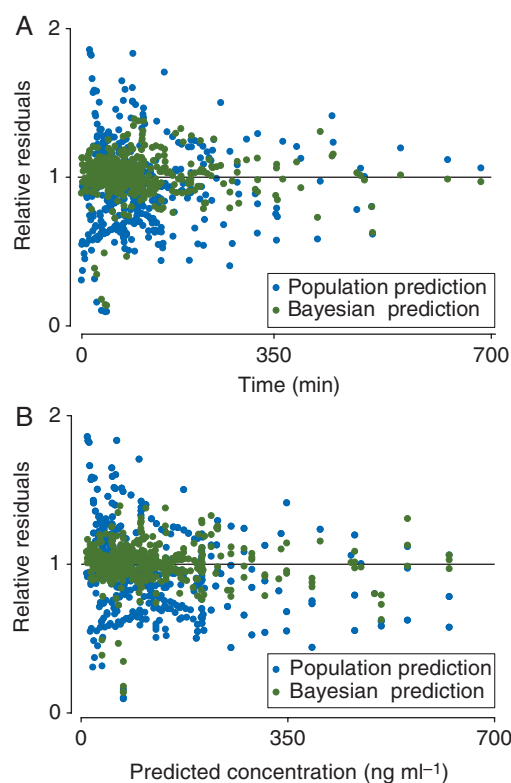 A
2
1
0
Relative residuals
Population prediction
Bayesian prediction
0 350 700
Time (min)
B
2
1
0
Relative residuals
Population prediction
Bayesian prediction
0 350 700
Predicted concentration (ng ml⁻¹)